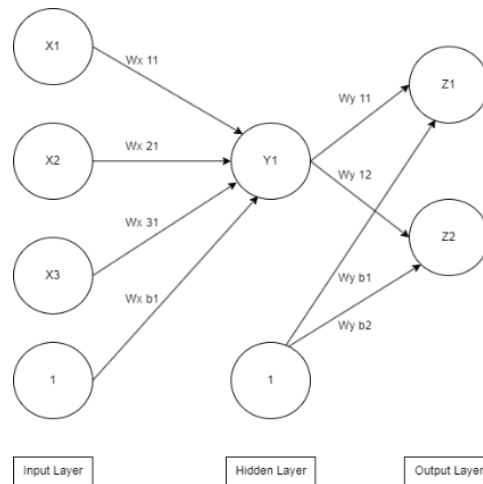 X1
Wx 11
Wy 11
Z1
X2
Wx 21
Y1
Wy 12
Wx 31
Z2
X3
Wx b1
Wy b1
Wy b2
1
1
Input Layer
Hidden Layer
Output Layer